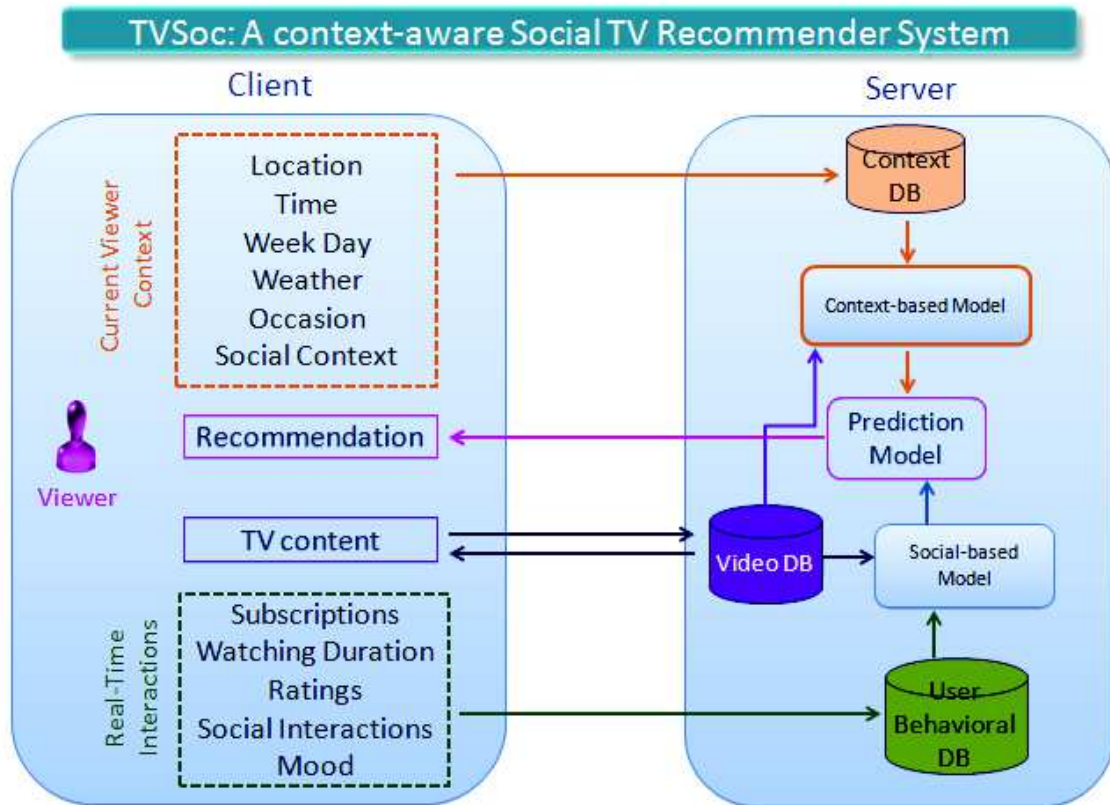 TVSoc: A context-aware Social TV Recommender System
Client
Server
Current Viewer
Context
Location
Time
Week Day
Weather
Occasion
Social Context
Context
DB
Context-based Model
Viewer
Recommendation
Prediction
Model
TV content
Video DB
Social-based
Model
Real-Time
Interactions
Subscriptions
Watching Duration
Ratings
Social Interactions
Mood
User
Behavioral
DB